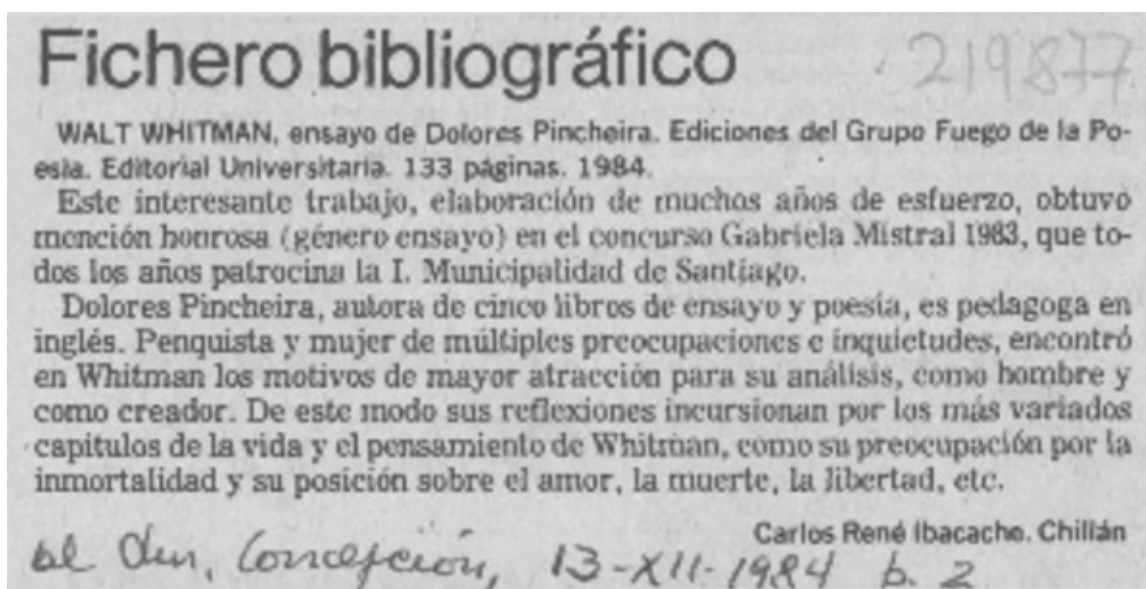 Fichero bibliográfico
219877
WALT WHITMAN, ensayo de Dolores Pincheira. Ediciones del Grupo Fuego de la Po-
esía. Editorial Universitaria. 133 páginas. 1984.
Este interesante trabajo, elaboración de muchos años de esfuerzo, obtuvo
mención honrosa (género ensayo) en el concurso Gabriela Mistral 1983, que to-
dos los años patrocina la I. Municipalidad de Santiago.
Dolores Pincheira, autora de cinco libros de ensayo y poesía, es pedagoga en
inglés. Penquista y mujer de múltiples preocupaciones e inquietudes, encontró
en Whitman los motivos de mayor atracción para su análisis, como hombre y
como creador. De este modo sus reflexiones incursionan por los más variados
capítulos de la vida y el pensamiento de Whitman, como su preocupación por la
inmortalidad y su posición sobre el amor, la muerte, la libertad, etc.
Carlos René Ibacache. Chillán
Concepción, 13-XII-1984 p. 2